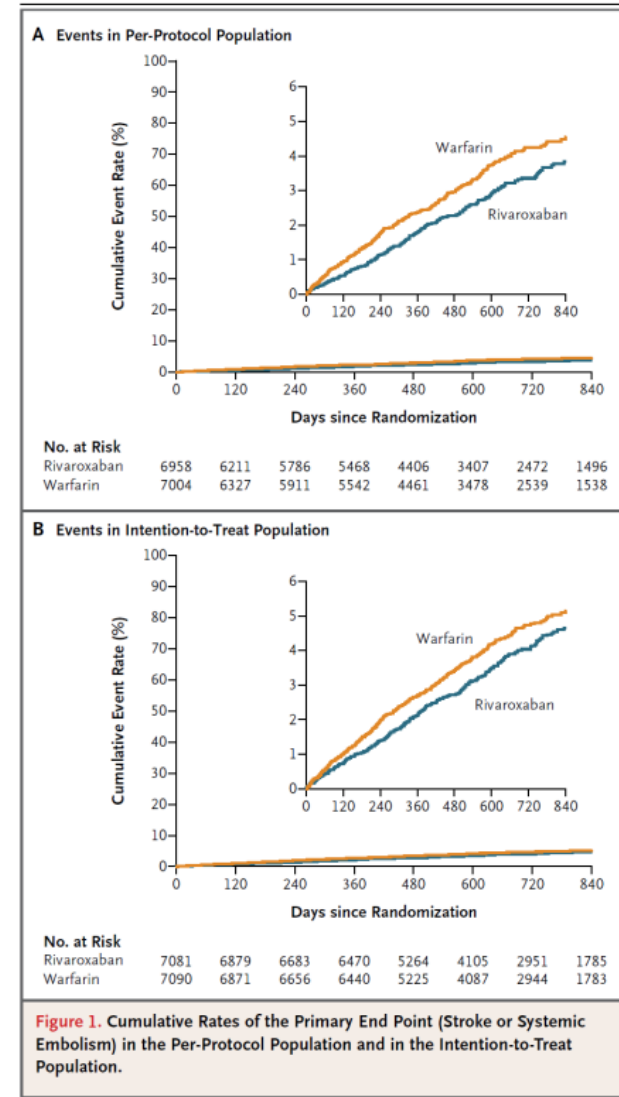 A Events in Per-Protocol Population
100
90
80
70
60
50
40
30
20
10
0
Cumulative Event Rate (%)
6
5
4
3
2
1
0
Warfarin
Rivaroxaban
0 120 240 360 480 600 720 840
0 120 240 360 480 600 720 840
Days since Randomization
No. at Risk
Rivaroxaban 6958 6211 5786 5468 4406 3407 2472 1496
Warfarin 7004 6327 5911 5542 4461 3478 2539 1538
B Events in Intention-to-Treat Population
100
90
80
70
60
50
40
30
20
10
0
Cumulative Event Rate (%)
6
5
4
3
2
1
0
Warfarin
Rivaroxaban
0 120 240 360 480 600 720 840
0 120 240 360 480 600 720 840
Days since Randomization
No. at Risk
Rivaroxaban 7081 6879 6683 6470 5264 4105 2951 1785
Warfarin 7090 6871 6656 6440 5225 4087 2944 1783
Figure 1. Cumulative Rates of the Primary End Point (Stroke or Systemic
Embolism) in the Per-Protocol Population and in the Intention-to-Treat
Population.